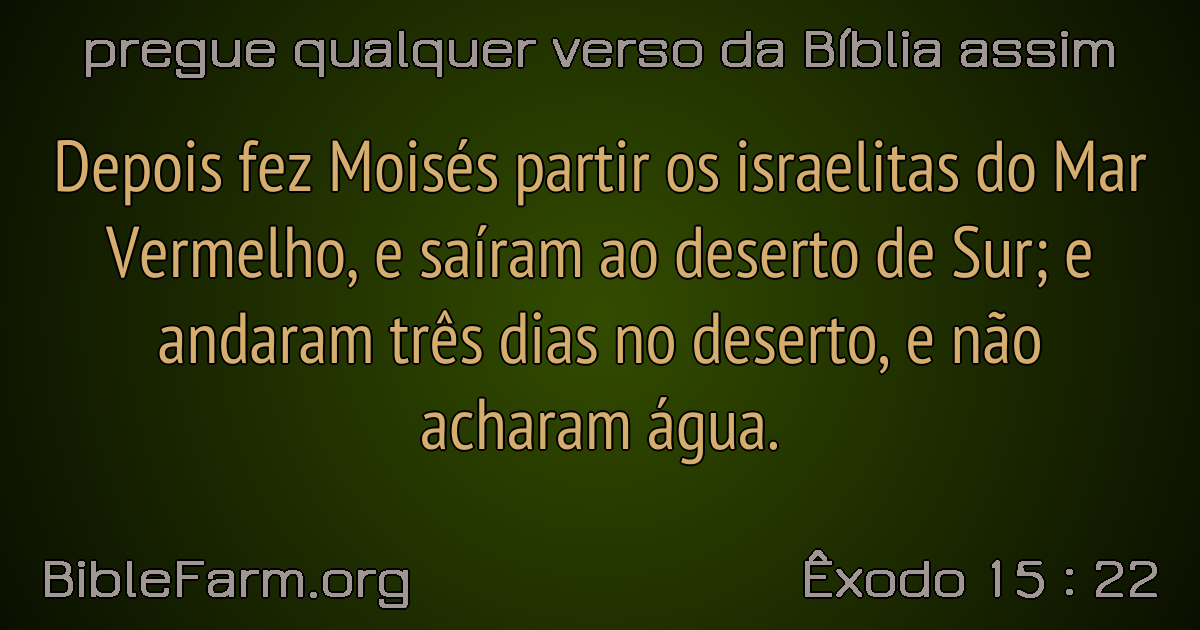 pregue qualquer verso da Bíblia assim
Depois fez Moisés partir os israelitas do Mar
Vermelho, e saíram ao deserto de Sur; e
andaram três dias no deserto, e não
acharam água.
BibleFarm.org
Êxodo 15 : 22